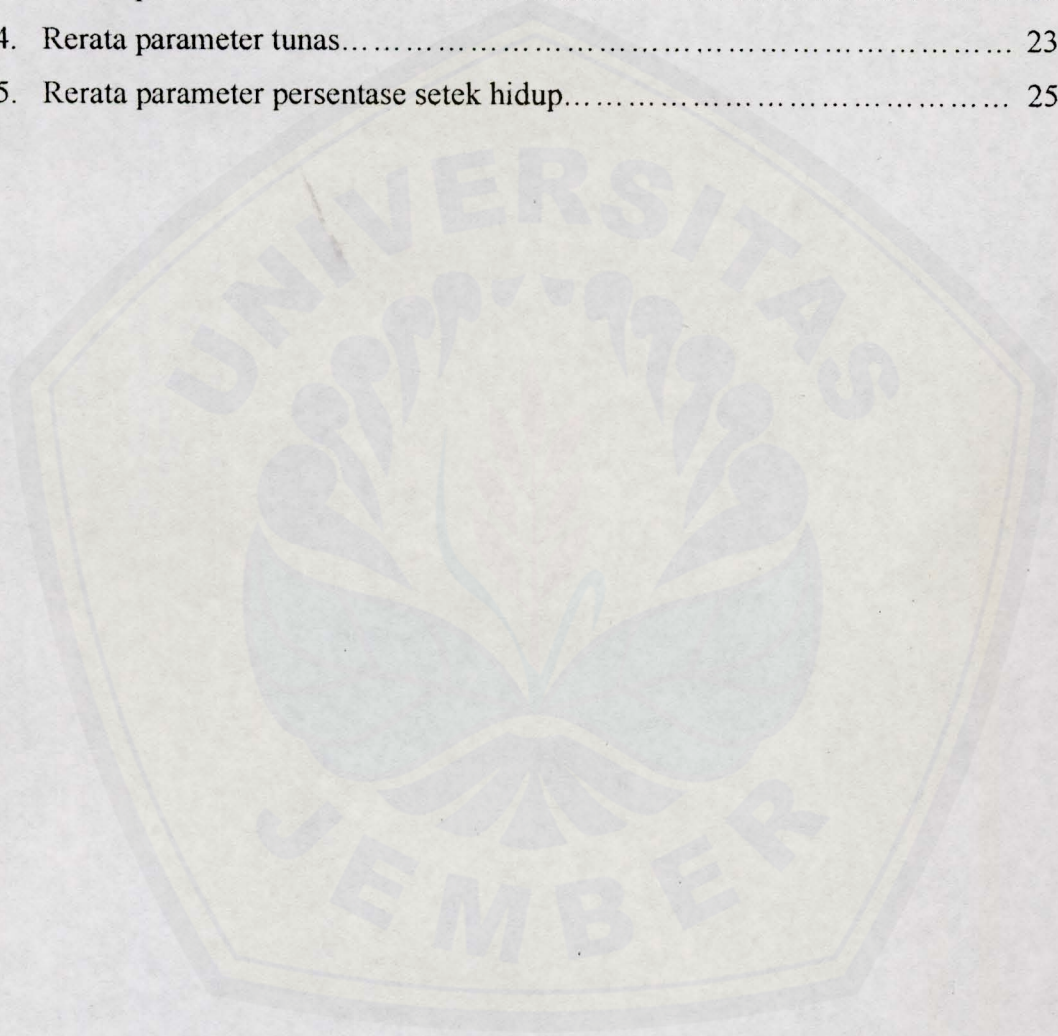 4. Rerata parameter tunas........................................................................ 23
5. Rerata parameter persentase setek hidup............................................... 25
UNIVERSITAS
JEMBER